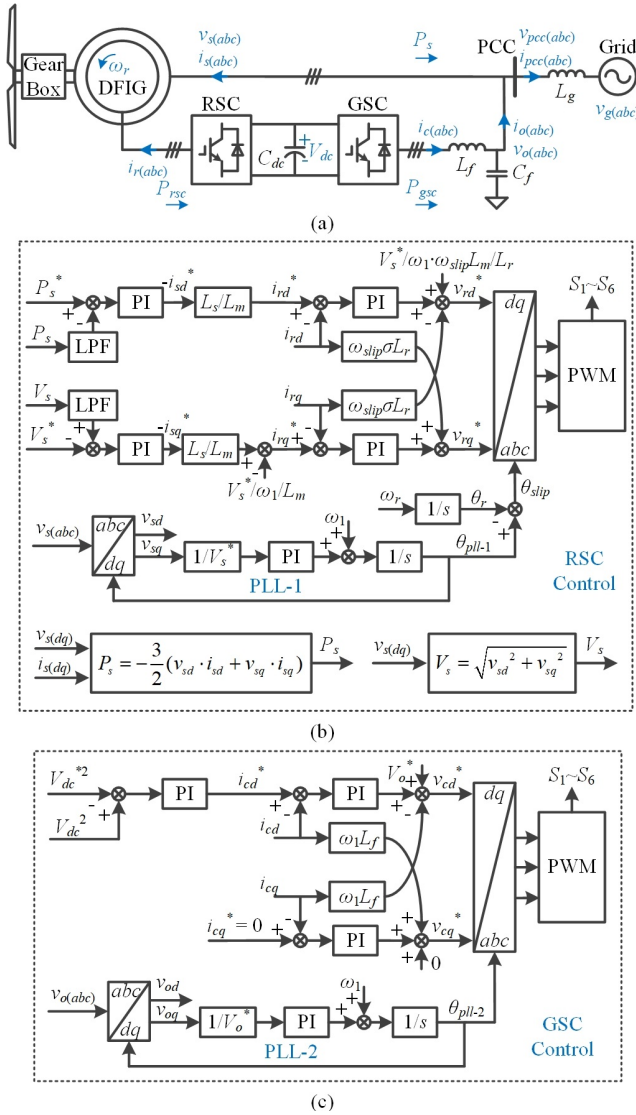 v_s(abc) P_s PCC v_pcc(abc) Grid
i_s(abc) i_pcc(abc)
Gear Box
ω_r
DFIG
RSC GSC
L_g
v_g(abc)
i_c(abc) i_o(abc)
C_dc + V_dc -
L_f v_o(abc)
C_f
i_r(abc)
P_rsc P_gsc
(a)
V_s*/ω_1·ω_slip L_m/L_r
P_s* + - PI -i_sd* L_s/L_m i_rd* + - PI + + - v_rd* dq S_1~S_6
P_s LPF i_rd ω_slip σL_r
PWM
V_s LPF i_rq ω_slip σL_r
V_s* - + PI -i_sq* L_s/L_m + - i_rq* + - PI + + v_rq* abc
V_s*/ω_1/L_m
θ_slip
ω_r 1/s θ_r - +
v_s(abc) abc dq v_sd
v_sq 1/V_s* PI + + ω_1 1/s θ_pll-1
PLL-1
RSC Control
v_s(dq)
i_s(dq)
P_s = -3/2 (v_sd · i_sd + v_sq · i_sq) P_s
v_s(dq) V_s = √(v_sd² + v_sq²) V_s
(b)
V_dc*2 - + PI i_cd* + - PI V_o* + + - v_cd* dq S_1~S_6
V_dc2
i_cd ω_1L_f
PWM
i_cq ω_1L_f
i_cq* = 0 + - PI + + + v_cq* abc
0
v_o(abc) abc dq v_od
v_oq 1/V_o* PI + + ω_1 1/s θ_pll-2
PLL-2
GSC Control
(c)